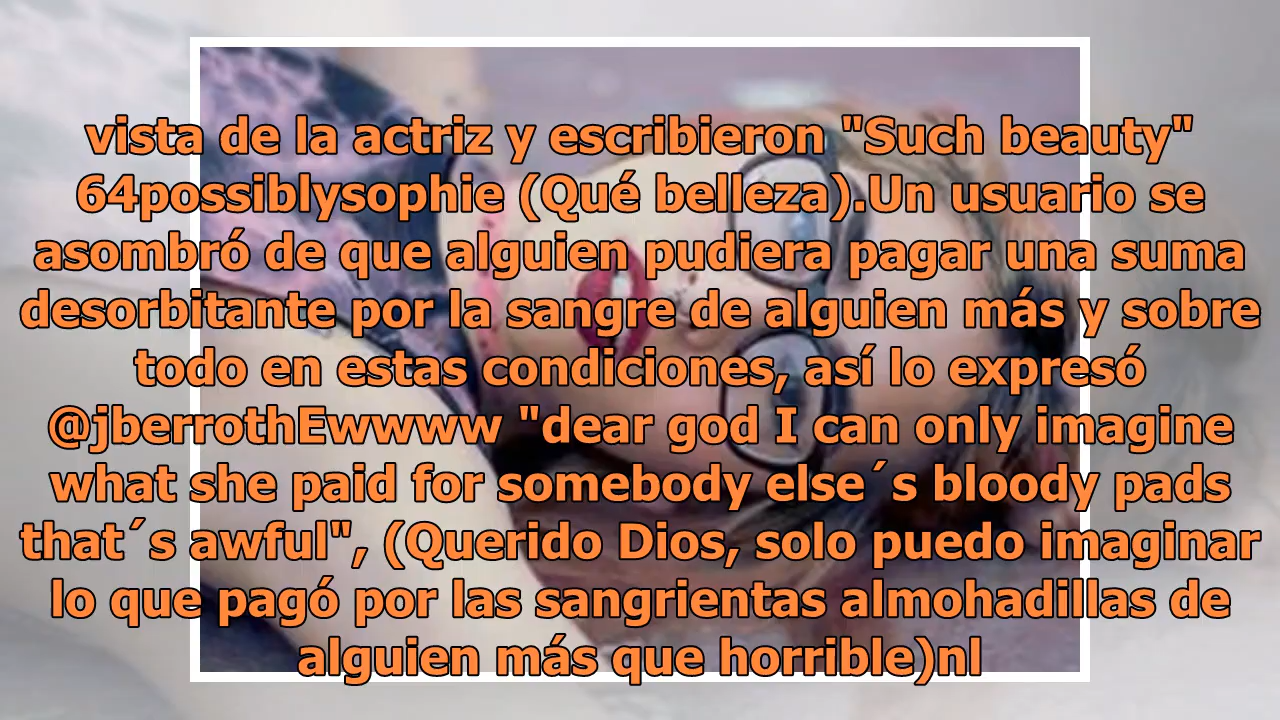 vista de la actriz y escribieron "Such beauty"
64possiblysophie (Qué belleza).Un usuario se
asombró de que alguien pudiera pagar una suma
desorbitante por la sangre de alguien más y sobre
todo en estas condiciones, así lo expresó
@jberrothEwwww "dear god I can only imagine
what she paid for somebody else´s bloody pads
that´s awful", (Querido Dios, solo puedo imaginar
lo que pagó por las sangrientas almohadillas de
alguien más que horrible)nl